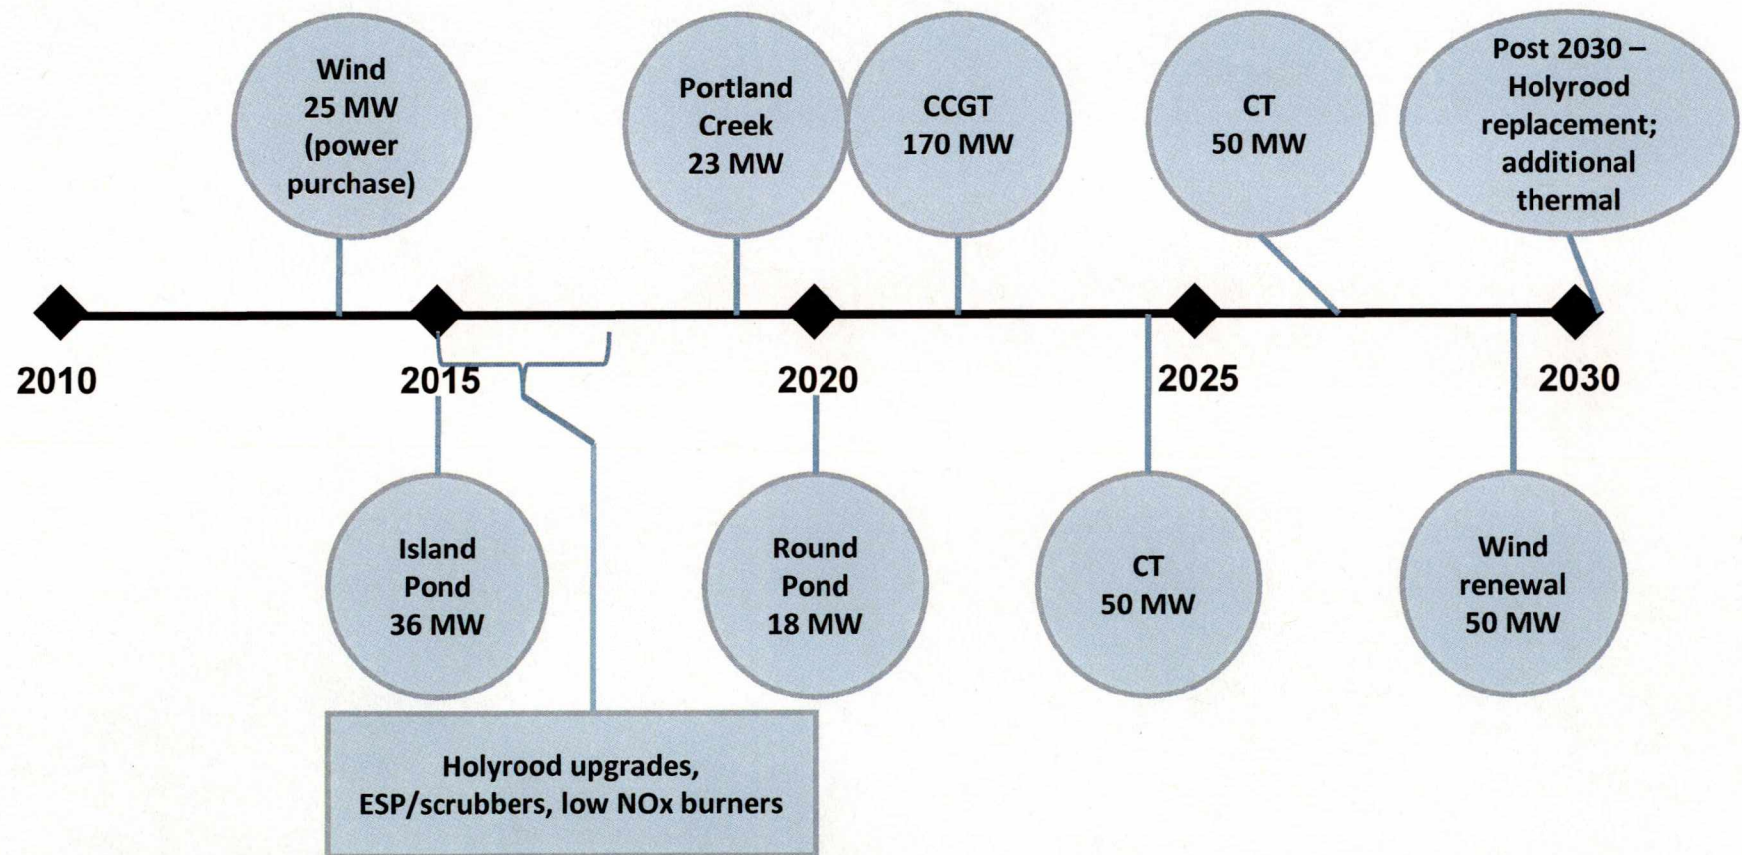 Wind
25 MW
(power
purchase)
Portland
Creek
23 MW
CCGT
170 MW
CT
50 MW
Post 2030 –
Holyrood
replacement;
additional
thermal
2010
2015
2020
2025
2030
Island
Pond
36 MW
Round
Pond
18 MW
CT
50 MW
Wind
renewal
50 MW
Holyrood upgrades,
ESP/scrubbers, low NOx burners